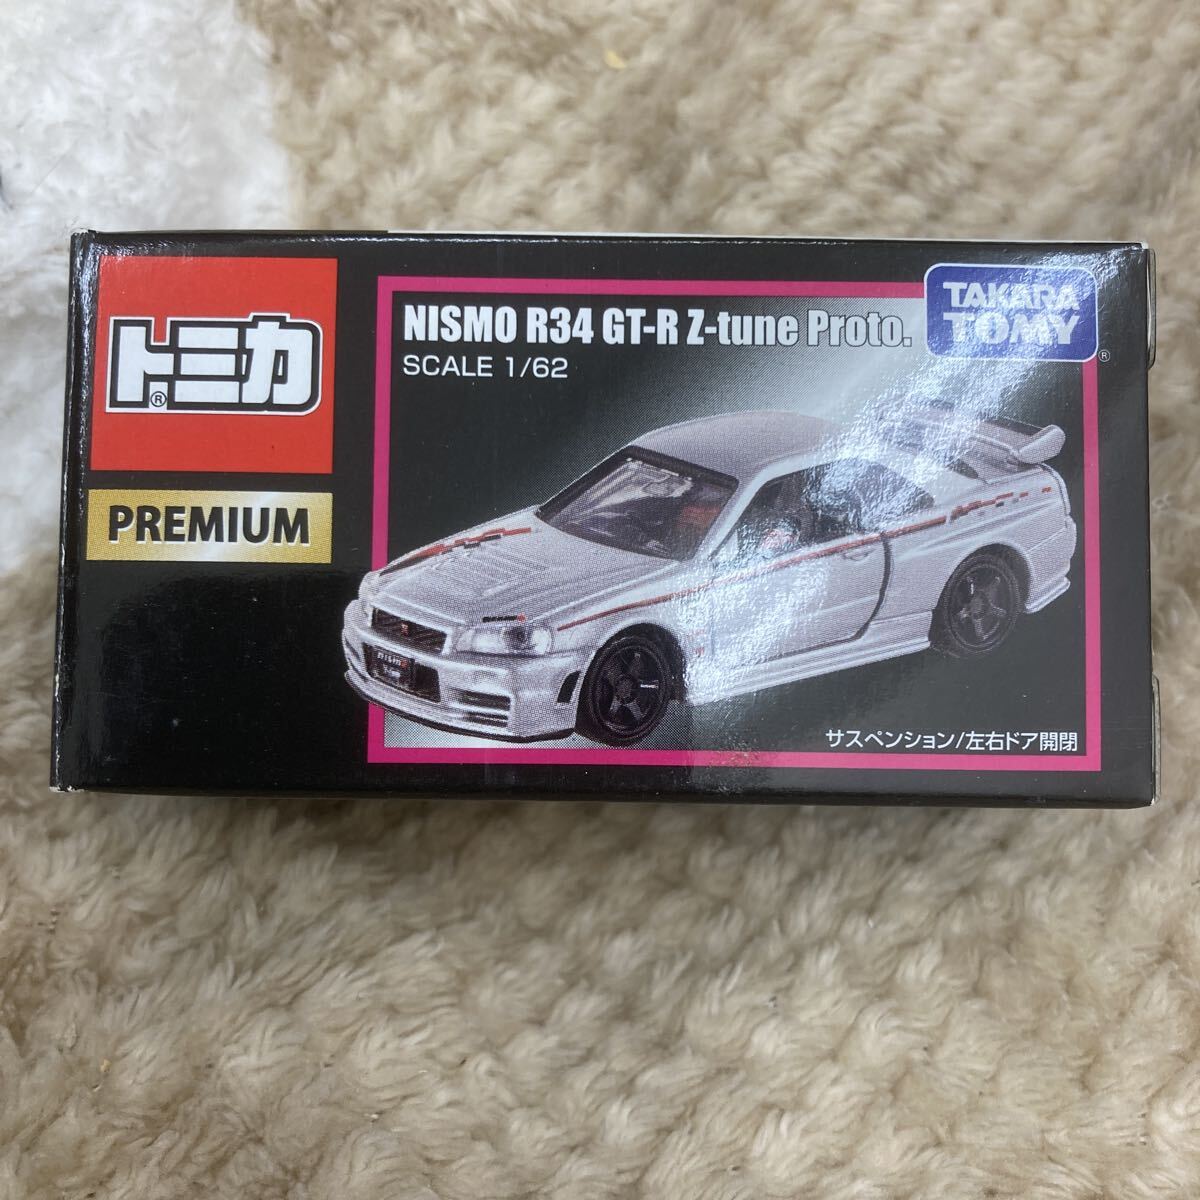 トミカ®
PREMIUM
NISMO R34 GT-R Z-tune Proto.
SCALE 1/62
TAKARA
TOMY®
nismo
サスペンション/左右ドア開閉